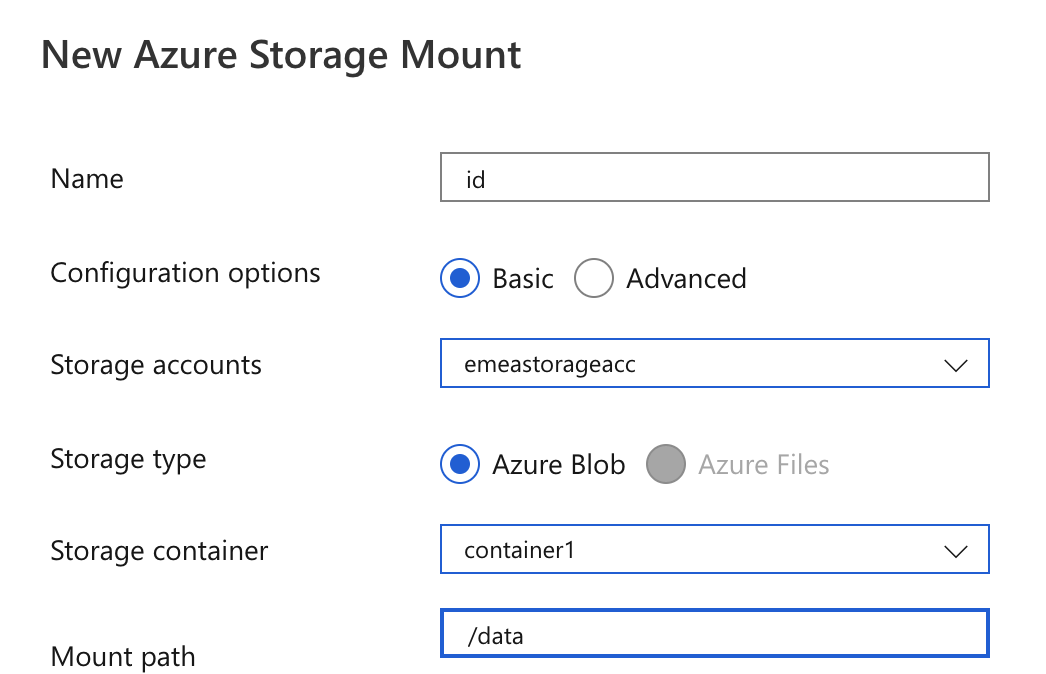 New Azure Storage Mount
Name id
Configuration options Basic Advanced
Storage accounts emeastorageacc
Storage type Azure Blob Azure Files
Storage container container1
Mount path /data